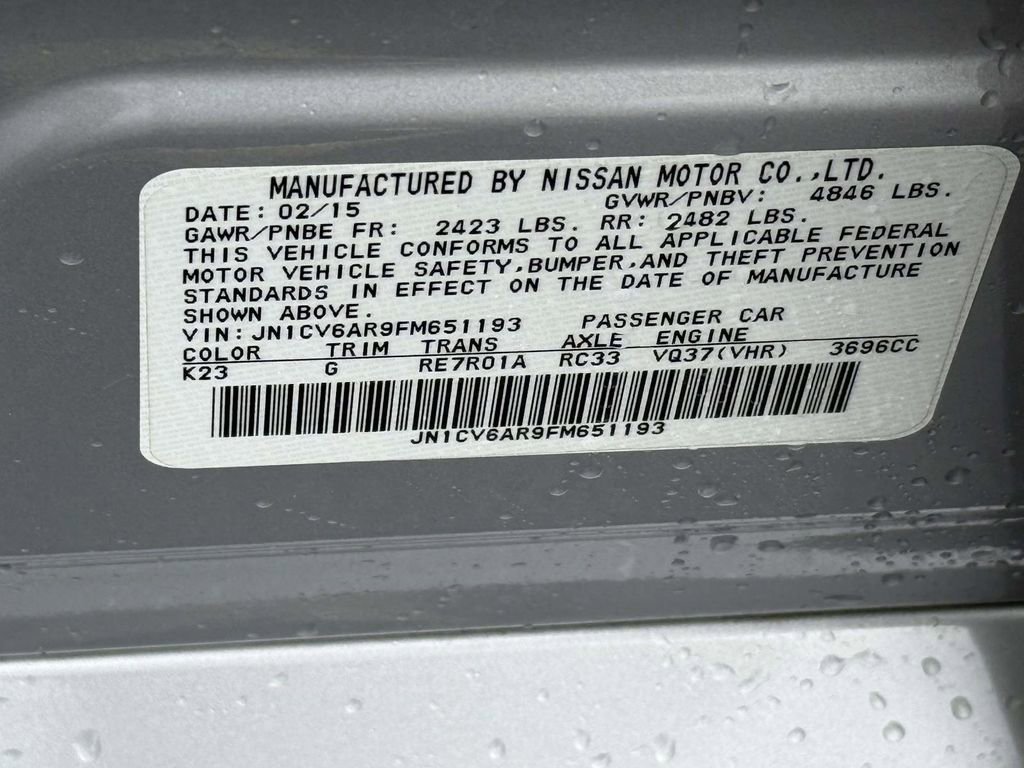 MANUFACTURED BY NISSAN MOTOR CO.,LTD.
DATE: 02/15 GVWR/PNBV: 4846 LBS.
GAWR/PNBE FR: 2423 LBS. RR: 2482 LBS.
THIS VEHICLE CONFORMS TO ALL APPLICABLE FEDERAL
MOTOR VEHICLE SAFETY,BUMPER,AND THEFT PREVENTION
STANDARDS IN EFFECT ON THE DATE OF MANUFACTURE
SHOWN ABOVE.
VIN:JN1CV6AR9FM651193 PASSENGER CAR
COLOR TRIM TRANS AXLE ENGINE
K23 G RE7R01A RC33 VQ37(VHR) 3696CC
JN1CV6AR9FM651193